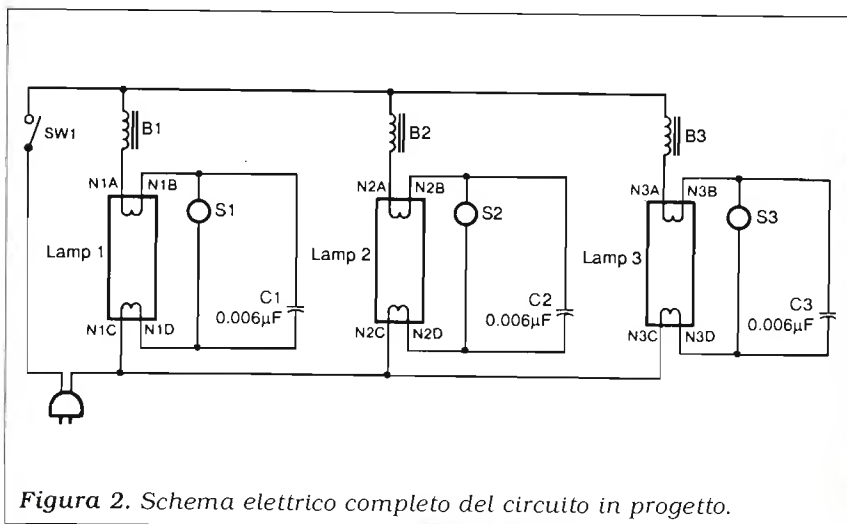 SW1
B1
B2
B3
N1A
N1B
N2A
N2B
N3A
N3B
S1
S2
S3
Lamp 1
Lamp 2
Lamp 3
C1
0.006µF
C2
0.006µF
C3
0.006µF
N1C
N1D
N2C
N2D
N3C
N3D
Figura 2. Schema elettrico completo del circuito in progetto.